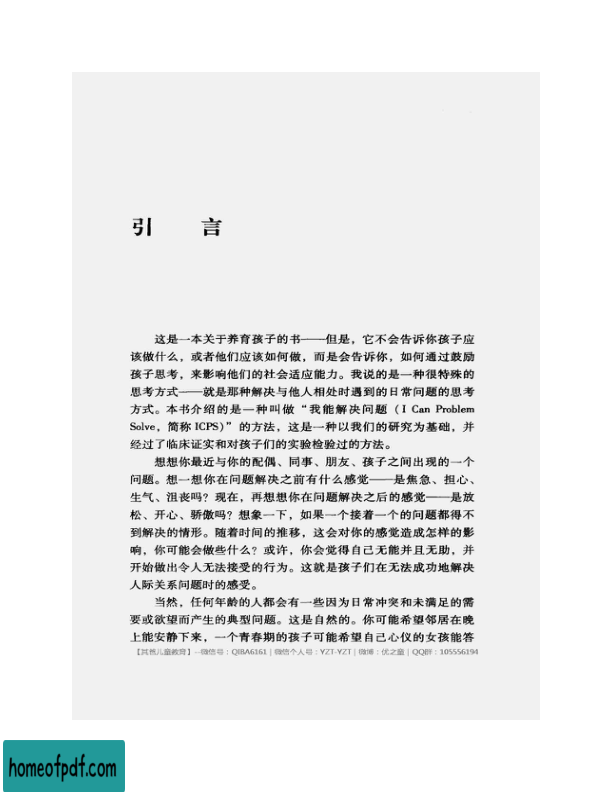 引 言
这是一本关于养育孩子的书——但是，它不会告诉你孩子应
该做什么，或者他们应该如何做，而是会告诉你，如何通过鼓励
孩子思考，来影响他们的社会适应能力。我说的是一种很特殊的
思考方式——就是那种解决与他人相处时遇到的日常问题的思考
方式。本书介绍的是一种叫做“我能解决问题（I Can Problem
Solve，简称 ICPS）”的方法，这是一种以我们的研究为基础，并
经过了临床证实和对孩子们的实验检验过的方法。
想想你最近与你的配偶、同事、朋友、孩子之间出现的一个
问题。想一想你在问题解决之前有什么感觉——是焦急、担心、
生气、沮丧吗？现在，再想想你在问题解决之后的感觉——是放
松、开心、骄傲吗？想象一下，如果一个接着一个的问题都得不
到解决的情形。随着时间的推移，这会对你的感觉造成怎样的影
响，你可能会做些什么？或许，你会觉得自己无能并且无助，并
开始做出令人无法接受的行为。这就是孩子们在无法成功地解决
人际关系问题时的感受。
当然，任何年龄的人都会有一些因为日常冲突和未满足的需
要或欲望而产生的典型问题。这是自然的。你可能希望邻居在晚
上能安静下来，一个青春期的孩子可能希望自己心仪的女孩能答
【其爸儿童教育】—微信号：QIBA6161｜微信个人号：YZT-YZT｜微博：优之童｜QQ群：105556194
homeofpdf.com